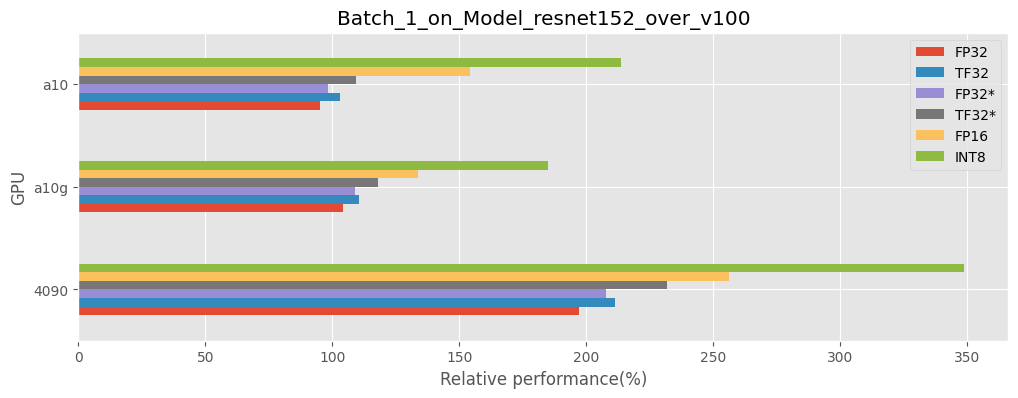 Batch_1_on_Model_resnet152_over_v100
FP32
TF32
FP32*
TF32*
FP16
INT8
GPU
a10
a10g
4090
0 50 100 150 200 250 300 350
Relative performance(%)